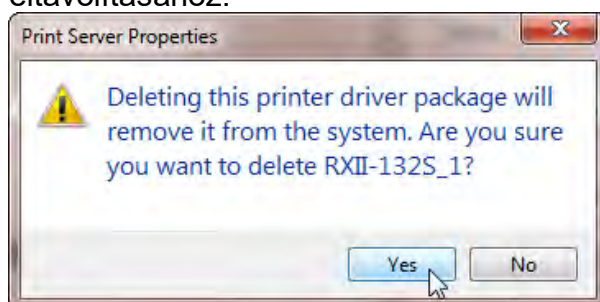 Print Server Properties
Deleting this printer driver package will
remove it from the system. Are you sure
you want to delete RXII-132S_1?
Yes
No